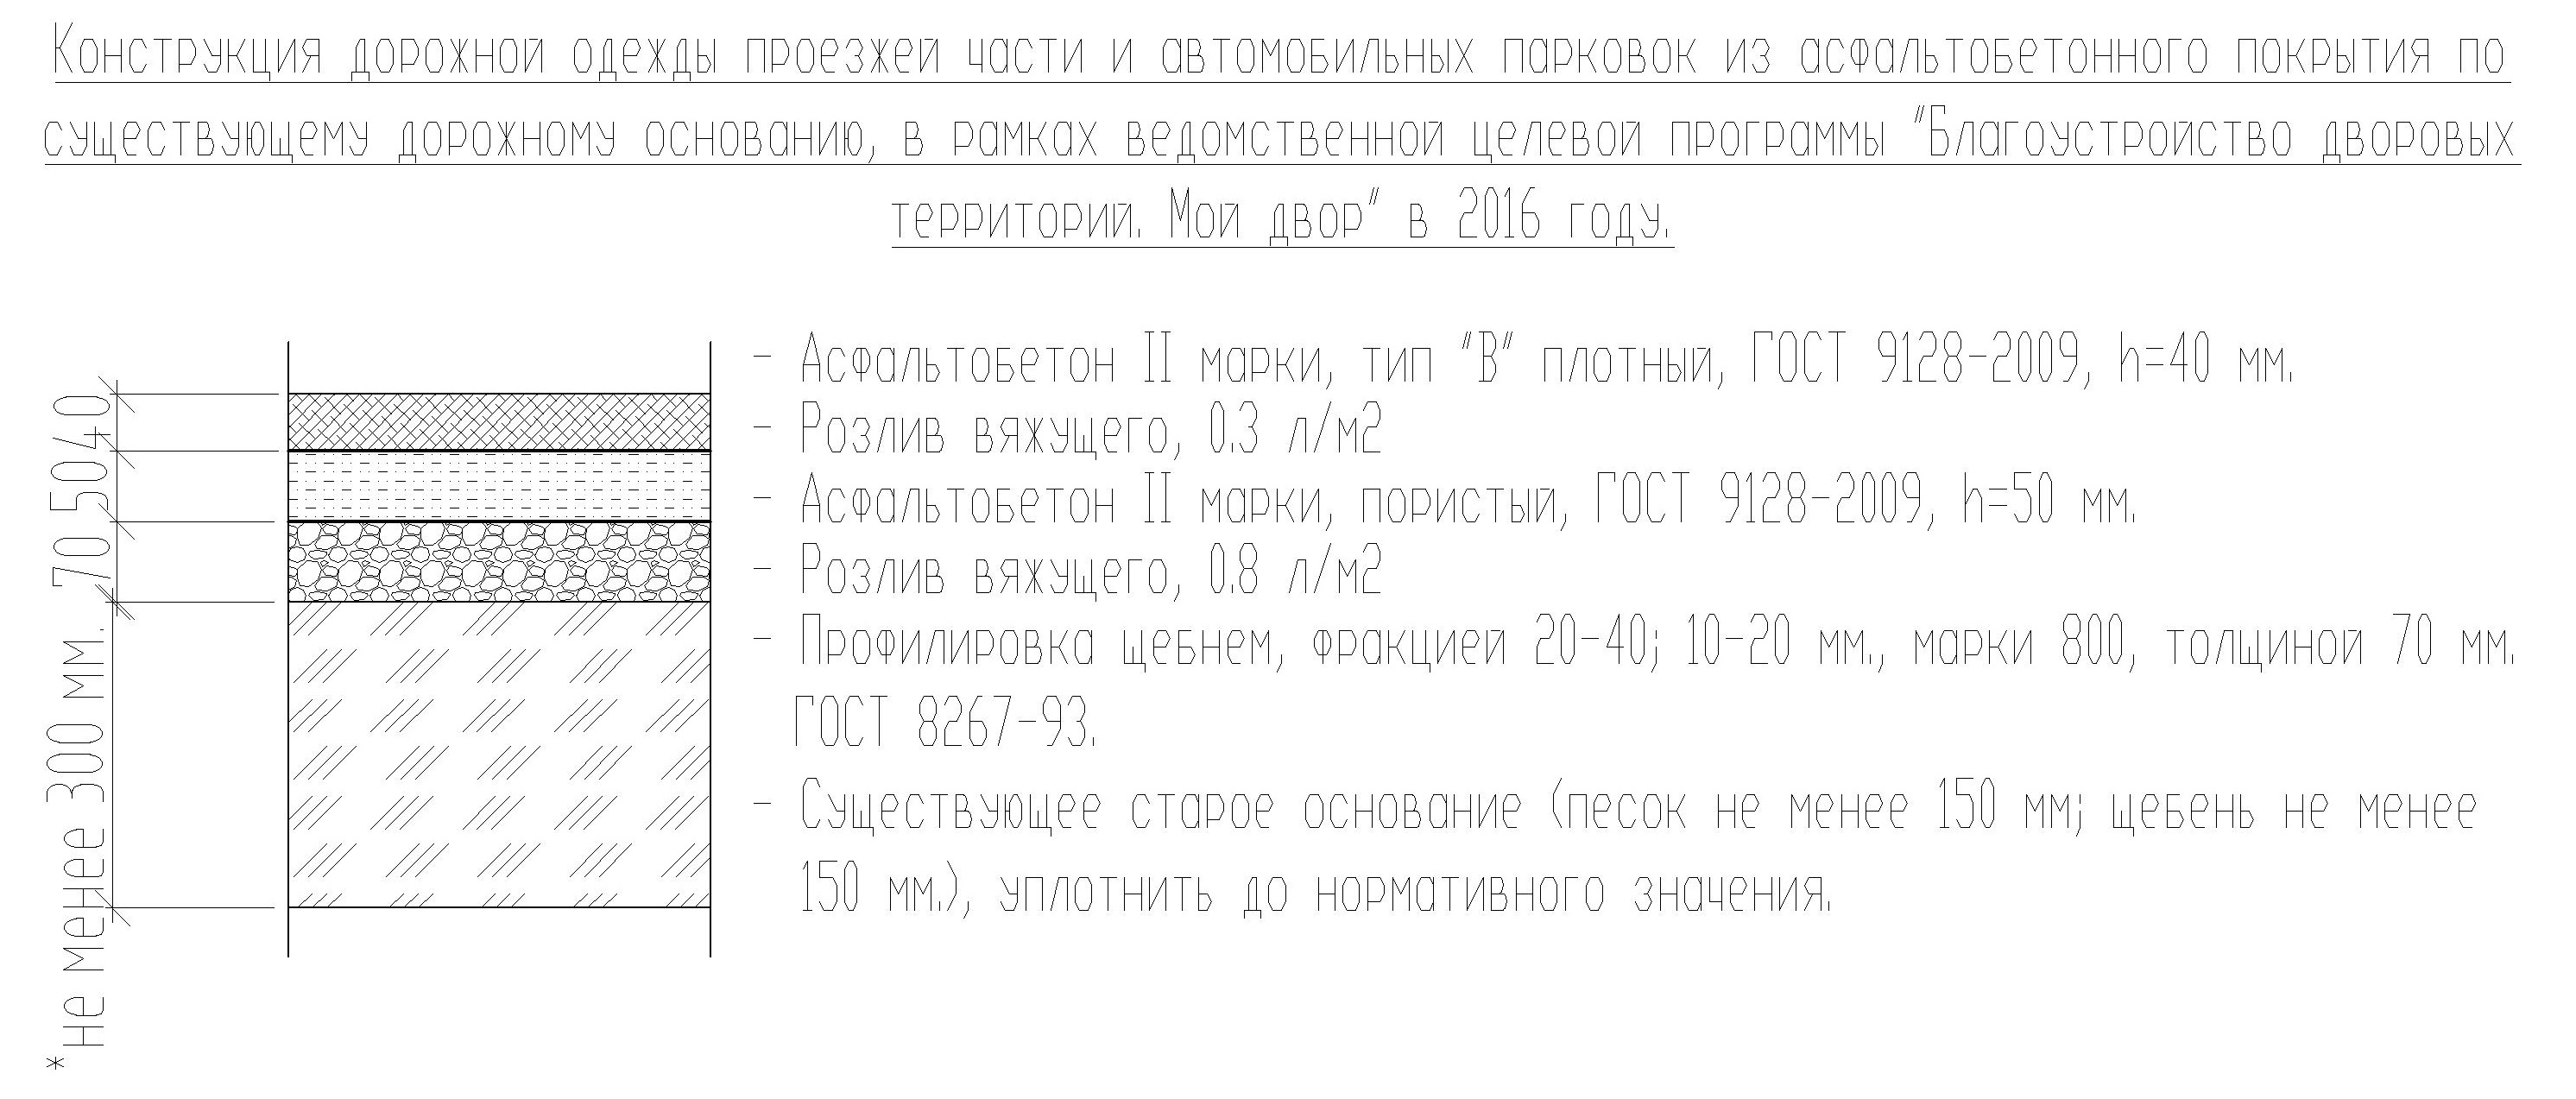 Конструкция дорожной одежды проезжей части и автомобильных парковок из асфальтобетонного покрытия по
существующему дорожному основанию, в рамках ведомственной целевой программы "Благоустройство дворовых
территорий. Мой двор" в 2016 году.
- Асфальтобетон II марки, тип "В" плотный, ГОСТ 9128-2009, h=40 мм.
- Розлив вяжущего, 0.3 л/м2
- Асфальтобетон II марки, пористый, ГОСТ 9128-2009, h=50 мм.
- Розлив вяжущего, 0.8 л/м2
- Профилировка щебнем, фракцией 20-40; 10-20 мм., марки 800, толщиной 70 мм.
ГОСТ 8267-93.
- Существующее старое основание (песок не менее 150 мм; щебень не менее
150 мм.), уплотнить до нормативного значения.
40
50
70
*не менее 300 мм.